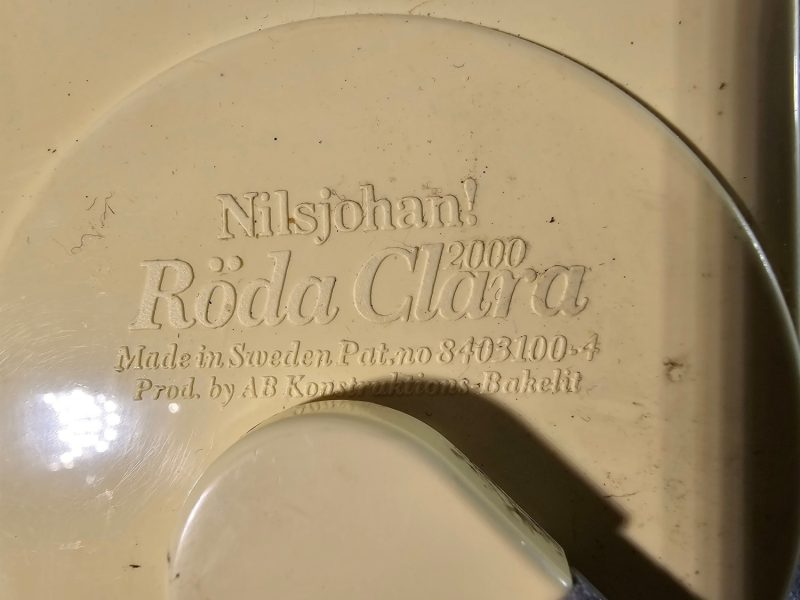 Nilsjohan!
Röda Clara 2000
Made in Sweden Pat.no 8403100-4
Prod. by AB Konstruktions-Bakelit